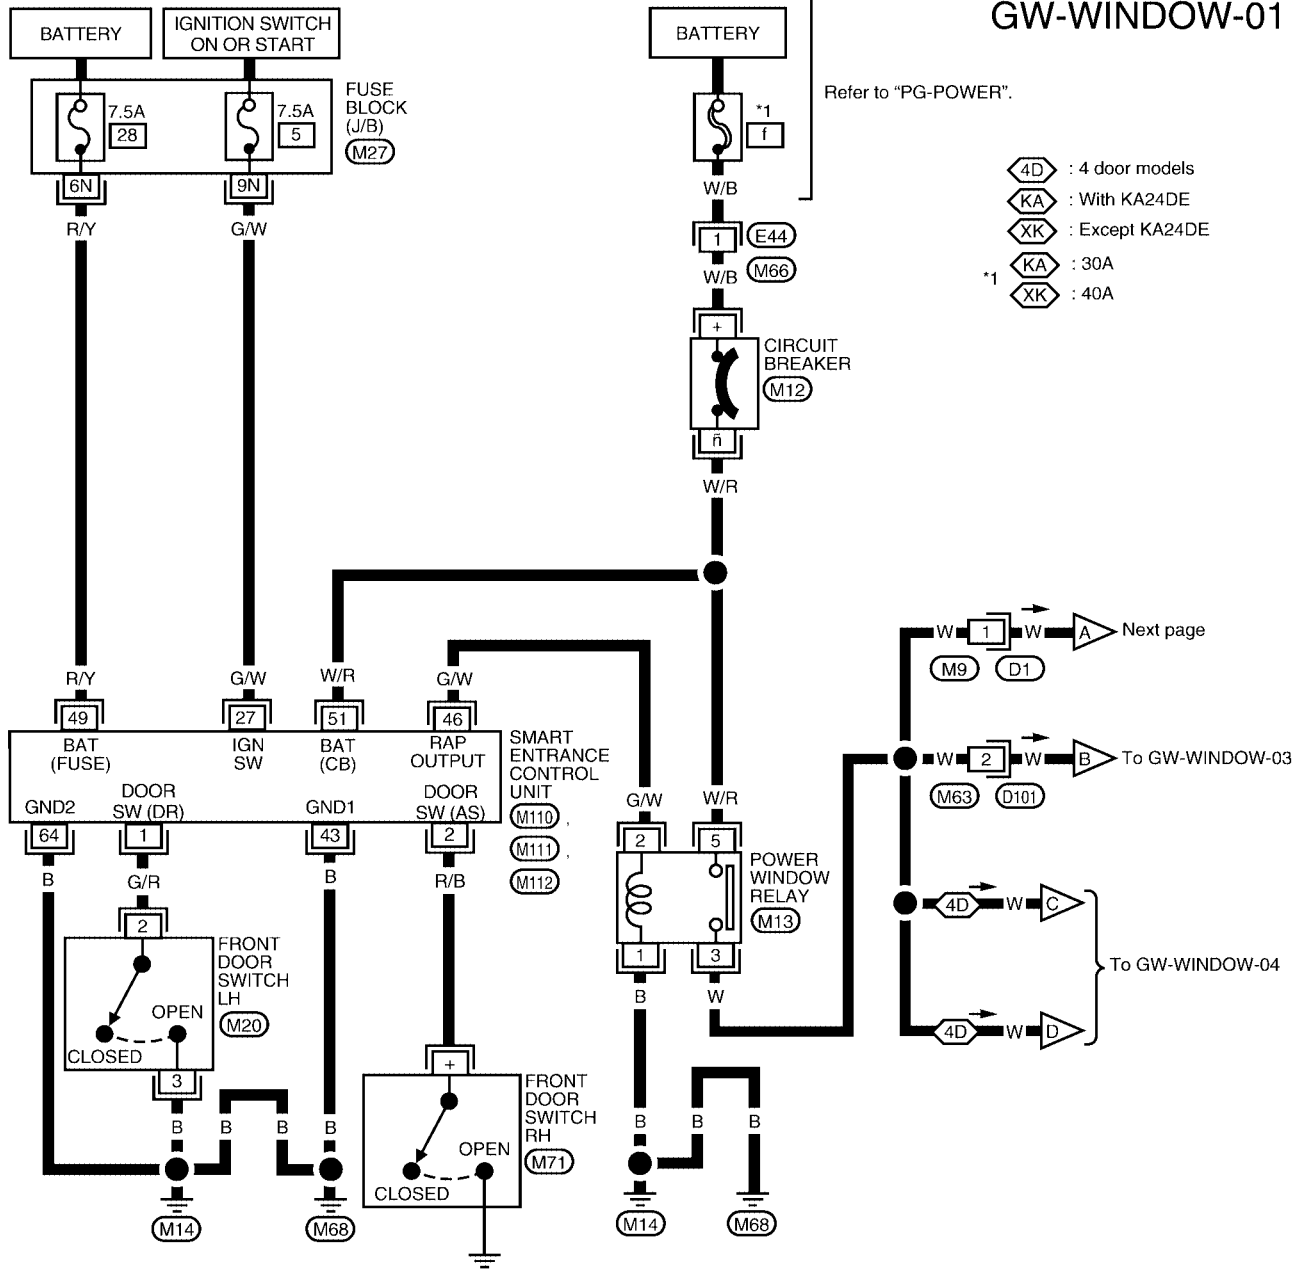 GW-WINDOW-01
BATTERY
IGNITION SWITCH
ON OR START
BATTERY
Refer to “PG-POWER”.
7.5A
28
7.5A
5
FUSE
BLOCK
(J/B)
M27
*1
f
6N
9N
W/B
R/Y
G/W
1
E44
M66
W/B
4D : 4 door models
KA : With KA24DE
XK : Except KA24DE
*1
KA : 30A
XK : 40A
+
CIRCUIT
BREAKER
M12
ñ
W/R
R/Y
G/W
W/R
G/W
49
27
51
46
BAT
(FUSE)
IGN
SW
BAT
(CB)
RAP
OUTPUT
GND2
DOOR
SW (DR)
GND1
DOOR
SW (AS)
SMART
ENTRANCE
CONTROL
UNIT
M110 ,
M111 ,
M112
64
1
43
2
B
G/R
B
R/B
G/W
W/R
2
5
POWER
WINDOW
RELAY
M13
1
3
B
W
W
1
W
A
Next page
M9
D1
W
2
W
B
To GW-WINDOW-03
M63
D101
4D
W
C
To GW-WINDOW-04
4D
W
D
2
FRONT
DOOR
SWITCH
LH
M20
OPEN
CLOSED
3
B
B
B
B
M14
M68
+
FRONT
DOOR
SWITCH
RH
M71
OPEN
CLOSED
B
B
B
M14
M68